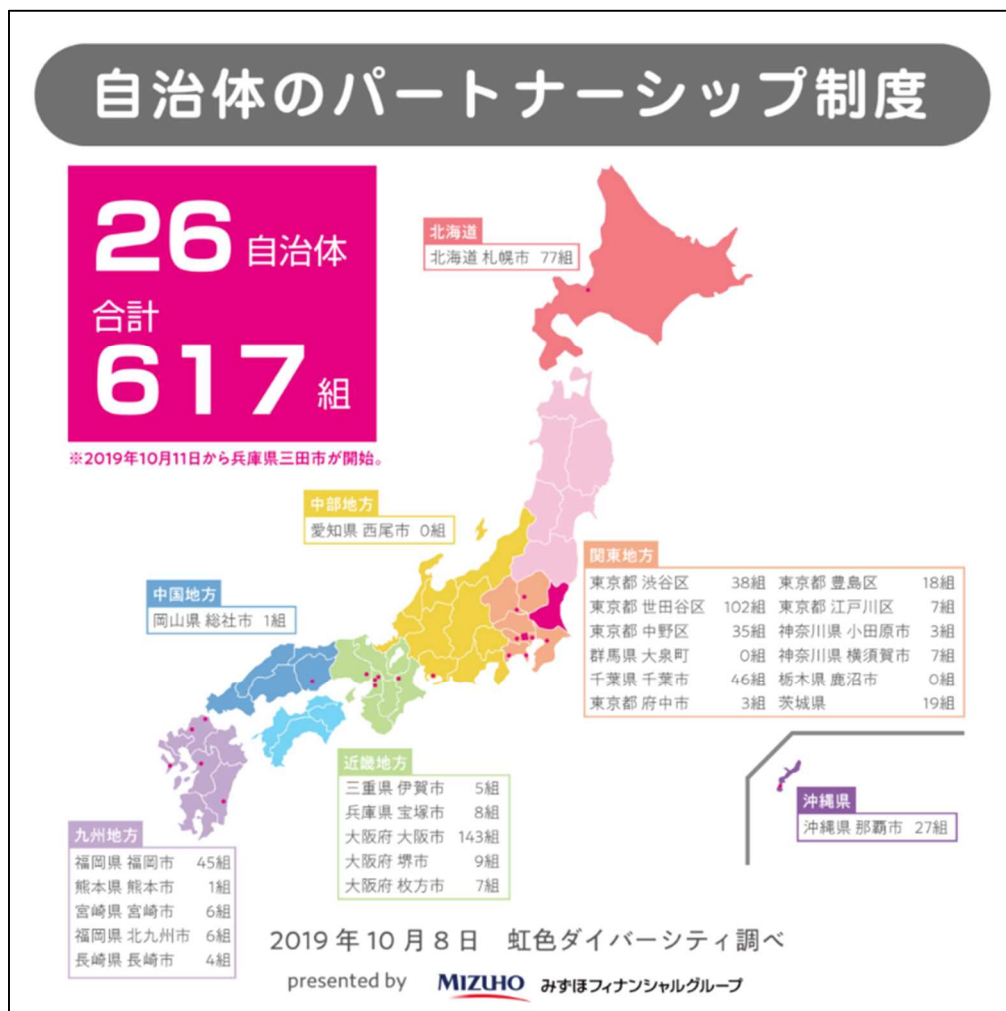 自治体のパートナーシップ制度
26 自治体
合計
617 組
※2019年10月11日から兵庫県三田市が開始。
北海道
北海道 札幌市 77組
中部地方
愛知県 西尾市 0組
中国地方
岡山県 総社市 1組
関東地方
東京都 渋谷区 38組 東京都 豊島区 18組
東京都 世田谷区 102組 東京都 江戸川区 7組
東京都 中野区 35組 神奈川県 小田原市 3組
群馬県 大泉町 0組 神奈川県 横須賀市 7組
千葉県 千葉市 46組 栃木県 鹿沼市 0組
東京都 府中市 3組 茨城県 19組
近畿地方
三重県 伊賀市 5組
兵庫県 宝塚市 8組
大阪府 大阪市 143組
大阪府 堺市 9組
大阪府 枚方市 7組
沖縄県
沖縄県 那覇市 27組
九州地方
福岡県 福岡市 45組
熊本県 熊本市 1組
宮崎県 宮崎市 6組
福岡県 北九州市 6組
長崎県 長崎市 4組
2019年10月8日 虹色ダイバーシティ調べ
presented by MIZUHO みずほフィナンシャルグループ